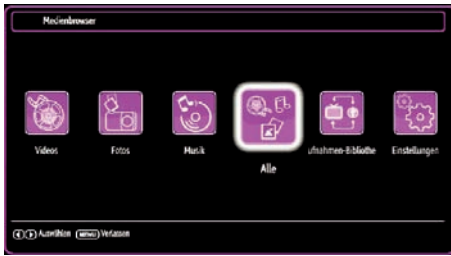 Medienbrowser
Videos
Fotos
Musik
Alle
ufnahmen-Bibliothe
Einstellungen
Auswählen MENU Verlassen